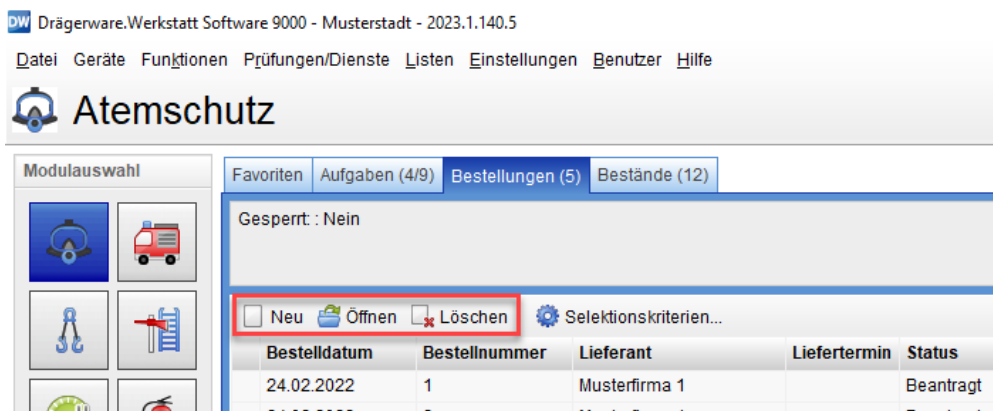 DW Drägerware.Werkstatt Software 9000 - Musterstadt - 2023.1.140.5
Datei Geräte Funktionen Prüfungen/Dienste Listen Einstellungen Benutzer Hilfe
Atemschutz
Modulauswahl
Favoriten Aufgaben (4/9) Bestellungen (5) Bestände (12)
Gesperrt: : Nein
Neu Öffnen Löschen Selektionskriterien...
Bestelldatum Bestellnummer Lieferant Liefertermin Status
24.02.2022 1 Musterfirma 1 Beantragt